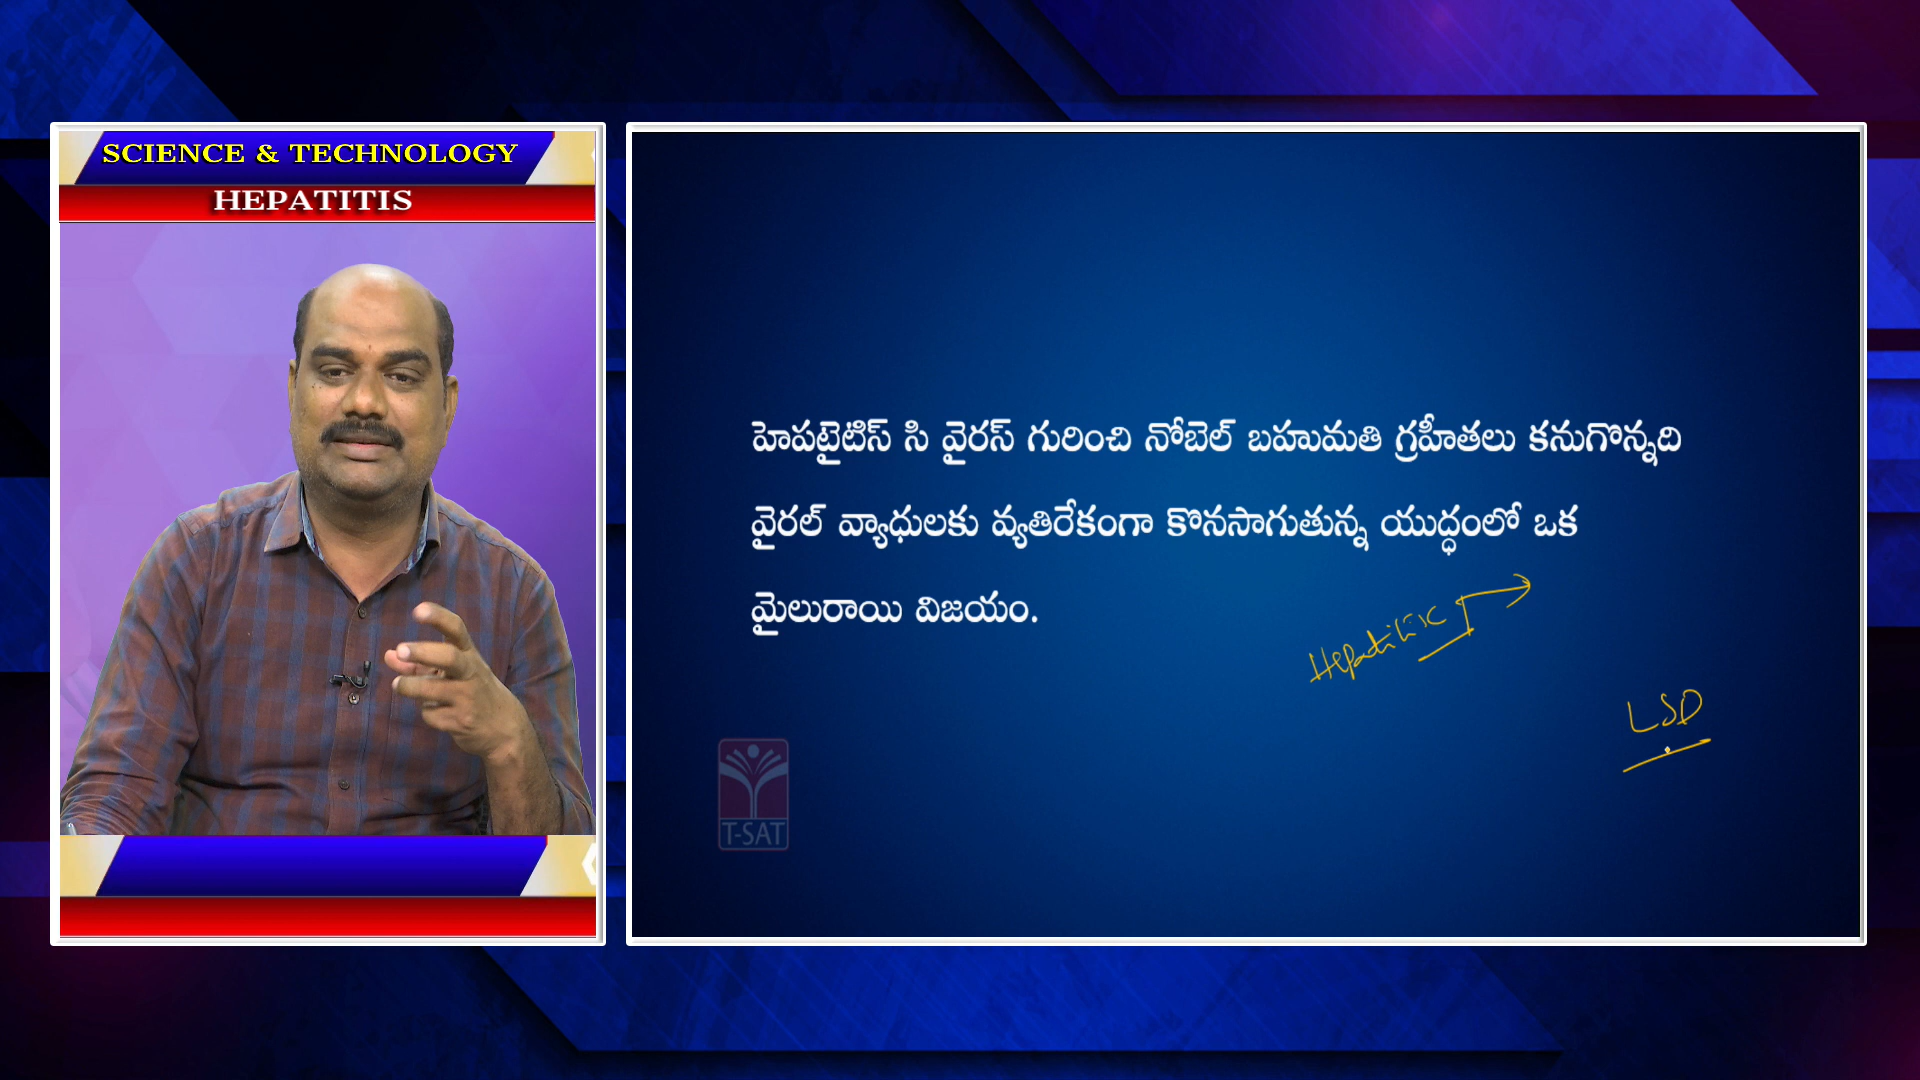 SCIENCE & TECHNOLOGY
HEPATITIS
హెపటైటిస్ సి వైరస్ గురించి నోబెల్ బహుమతి గ్రహీతలు కనుగొన్నది
వైరల్ వ్యాధులకు వ్యతిరేకంగా కొనసాగుతున్న యుద్ధంలో ఒక
మైలురాయి విజయం.
Hepatitis C
LSD
T-SAT